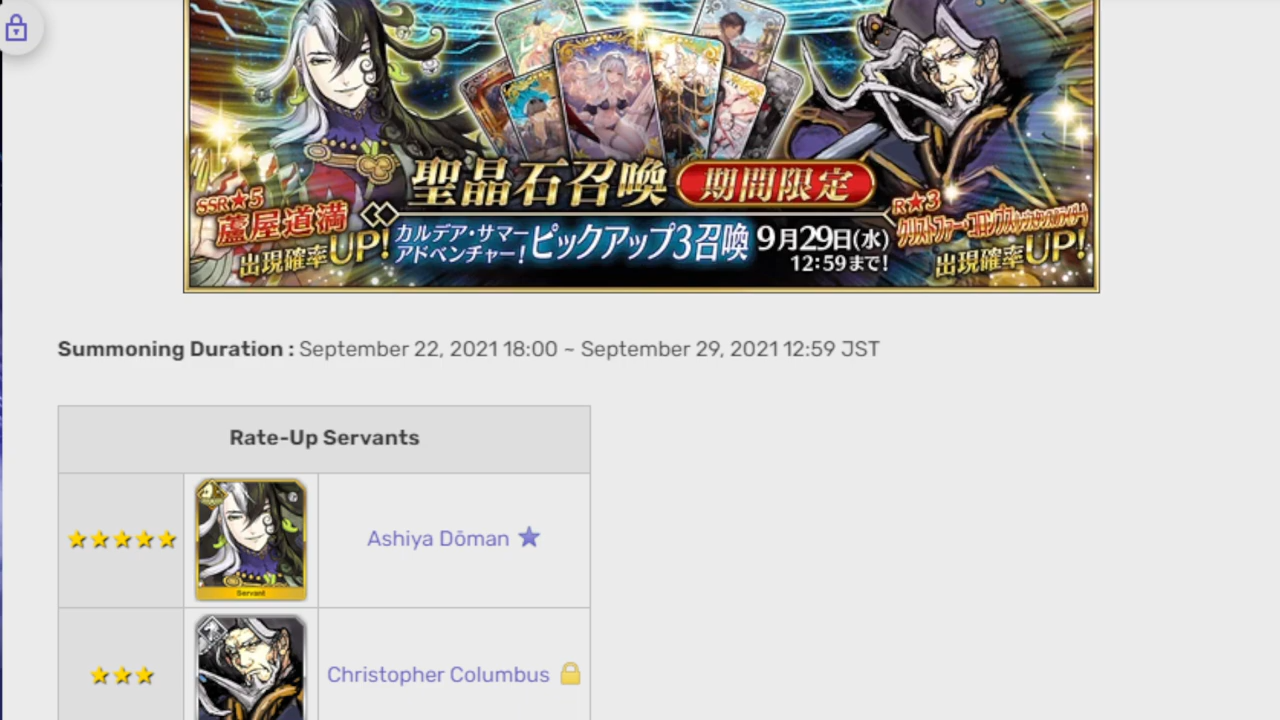 聖晶石召喚 期間限定
SSR★5
蘆屋道満
出現確率UP!
カルデア・サマー
アドベンチャー!
ピックアップ3召喚
9月29日(水)
12:59まで!
R★3
出現確率UP!
Summoning Duration : September 22, 2021 18:00 ~ September 29, 2021 12:59 JST
Rate-Up Servants
Ashiya Dōman
Servant
Christopher Columbus